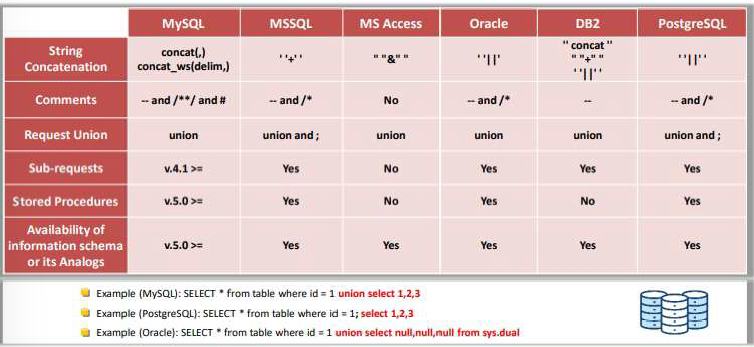 MySQL MSSQL MS Access Oracle DB2 PostgreSQL
String Concatenation concat(,) concat_ws(delim,) ' '+' ' " "&" " ' '||' " concat " " "+" " ' '||' ' ' '||' '
Comments -- and /**/ and # -- and /* No -- and /* -- -- and /*
Request Union union union and ; union union union union and ;
Sub-requests v.4.1 >= Yes No Yes Yes Yes
Stored Procedures v.5.0 >= Yes No Yes No Yes
Availability of information schema or its Analogs v.5.0 >= Yes Yes Yes Yes Yes
Example (MySQL): SELECT * from table where id = 1 union select 1,2,3
Example (PostgreSQL): SELECT * from table where id = 1; select 1,2,3
Example (Oracle): SELECT * from table where id = 1 union select null,null,null from sys.dual